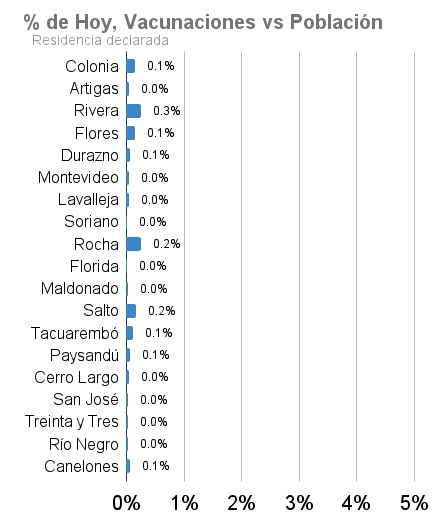 % de Hoy, Vacunaciones vs Población
Residencia declarada
Colonia 0.1%
Artigas 0.0%
Rivera 0.3%
Flores 0.1%
Durazno 0.1%
Montevideo 0.0%
Lavalleja 0.0%
Soriano 0.0%
Rocha 0.2%
Florida 0.0%
Maldonado 0.0%
Salto 0.2%
Tacuarembó 0.1%
Paysandú 0.1%
Cerro Largo 0.0%
San José 0.0%
Treinta y Tres 0.0%
Río Negro 0.0%
Canelones 0.1%
0% 1% 2% 3% 4% 5%